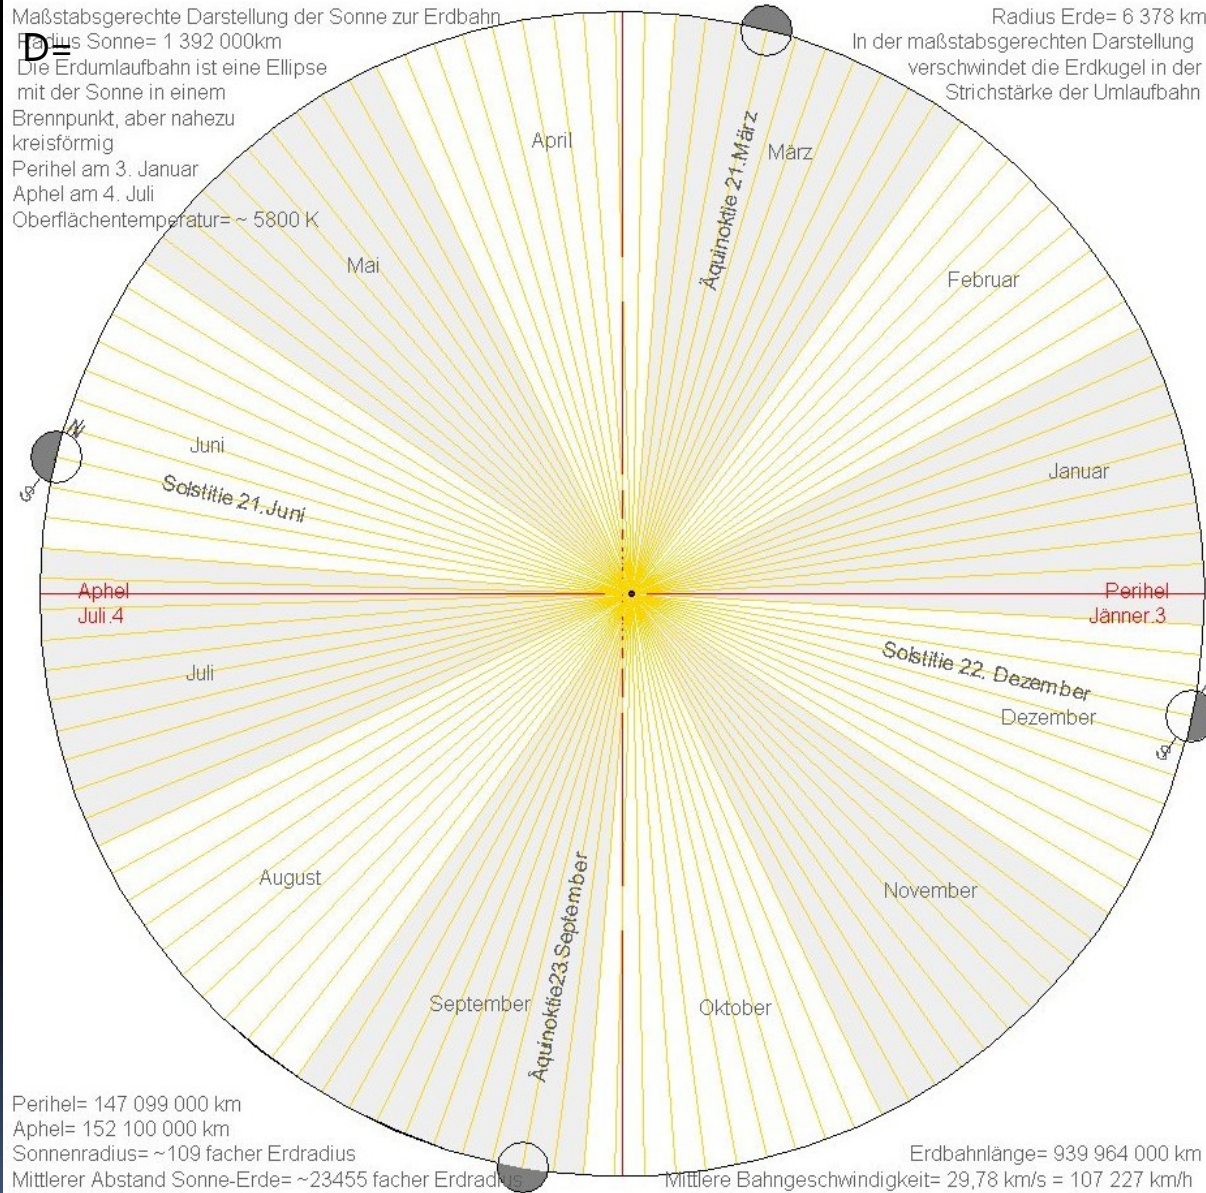 Maßstabsgerechte Darstellung der Sonne zur Erdbahn
Radius Sonne= 1 392 000km
D=
Die Erdumlaufbahn ist eine Ellipse
mit der Sonne in einem
Brennpunkt, aber nahezu
kreisförmig
Perihel am 3. Januar
Aphel am 4. Juli
Oberflächentemperatur= ~ 5800 K
Radius Erde= 6 378 km
In der maßstabsgerechten Darstellung
verschwindet die Erdkugel in der
Strichstärke der Umlaufbahn
April
Äquinoktie 21.März
März
Mai
Februar
Juni
N
S
Solstitie 21.Juni
Januar
Aphel
Juli.4
Perihel
Jänner.3
Juli
Solstitie 22. Dezember
Dezember
S
August
November
September
Äquinoktie23.September
Oktober
Perihel= 147 099 000 km
Aphel= 152 100 000 km
Sonnenradius= ~109 facher Erdradius
Mittlerer Abstand Sonne-Erde= ~23455 facher Erdradius
Erdbahnlänge= 939 964 000 km
Mittlere Bahngeschwindigkeit= 29,78 km/s = 107 227 km/h